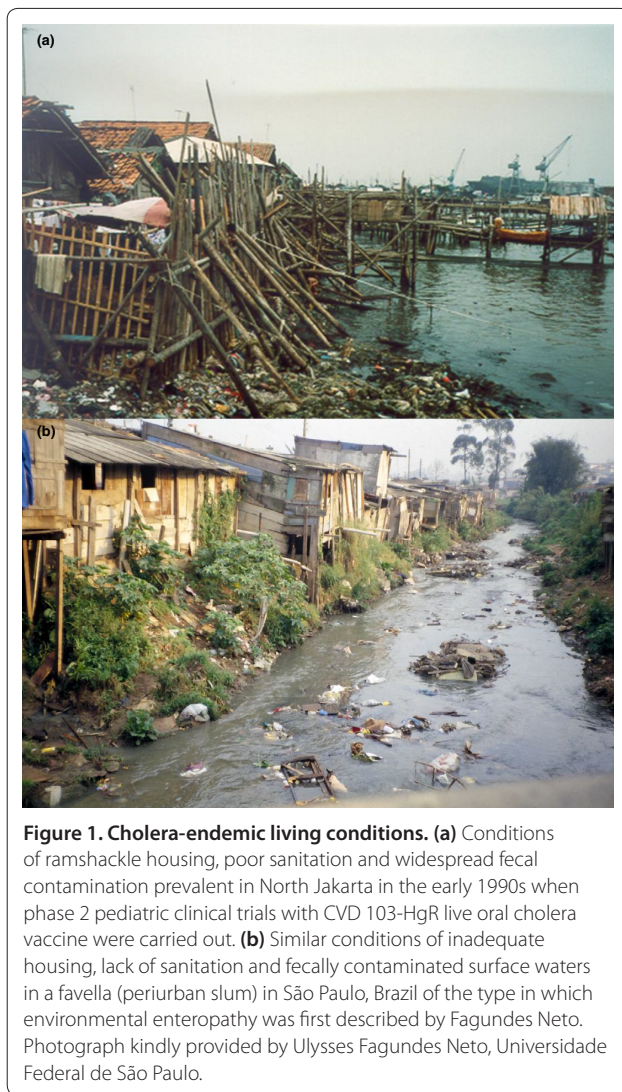 (a)
(b)
Figure 1. Cholera-endemic living conditions. (a) Conditions
of ramshackle housing, poor sanitation and widespread fecal
contamination prevalent in North Jakarta in the early 1990s when
phase 2 pediatric clinical trials with CVD 103-HgR live oral cholera
vaccine were carried out. (b) Similar conditions of inadequate
housing, lack of sanitation and fecally contaminated surface waters
in a favella (periurban slum) in São Paulo, Brazil of the type in which
environmental enteropathy was first described by Fagundes Neto.
Photograph kindly provided by Ulysses Fagundes Neto, Universidade
Federal de São Paulo.